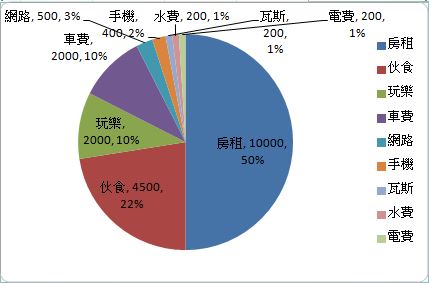 網路, 500, 3%
手機, 400, 2%
水費, 200, 1%
瓦斯, 200, 1%
電費, 200, 1%
車費, 2000, 10%
玩樂, 2000, 10%
伙食, 4500, 22%
房租, 10000, 50%
房租
伙食
玩樂
車費
網路
手機
瓦斯
水費
電費